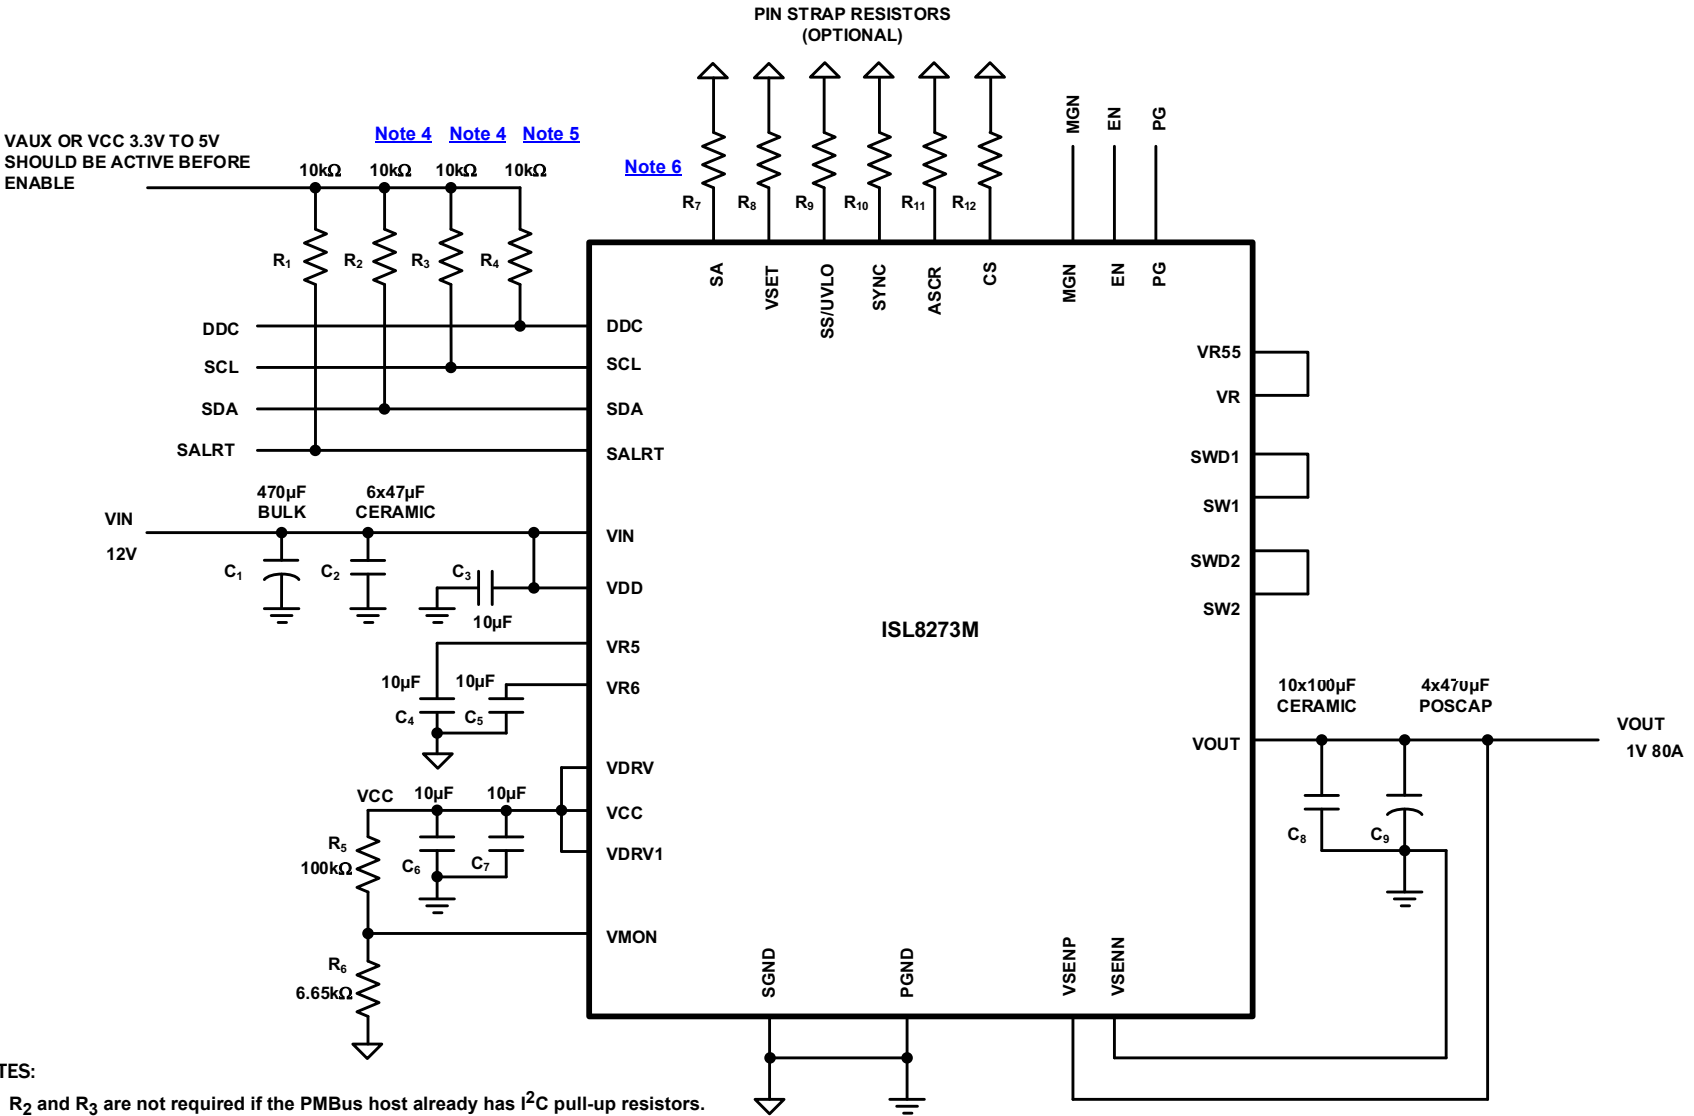 PIN STRAP RESISTORS
(OPTIONAL)
VAUX OR VCC 3.3V TO 5V
SHOULD BE ACTIVE BEFORE
ENABLE
Note 4 Note 4 Note 5
10kΩ 10kΩ 10kΩ 10kΩ
Note 6
R1 R2 R3 R4
R7 R8 R9 R10 R11 R12
MGN EN PG
SA VSET SS/UVLO SYNC ASCR CS MGN EN PG
DDC DDC
SCL SCL
SDA SDA
SALRT SALRT
VR55
VR
SWD1
SW1
SWD2
SW2
470µF
BULK
6x47µF
CERAMIC
VIN
12V
C1 C2 C3
10µF
VIN
VDD
ISL8273M
VR5
VR6
10µF 10µF
C4 C5
10x100µF
CERAMIC
4x470µF
POSCAP
VOUT
VOUT
1V 80A
C8 C9
VDRV
VCC
VDRV1
VCC 10µF 10µF
R5
100kΩ
C6 C7
VMON
R6
6.65kΩ
SGND PGND VSENP VSENN
TES:
R2 and R3 are not required if the PMBus host already has I2C pull-up resistors.